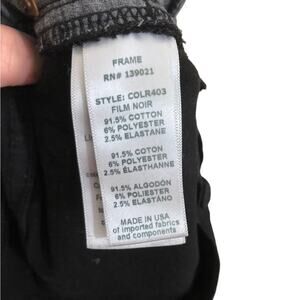 FRAME
RN# 139021
STYLE: COLR403
FILM NOIR
91.5% COTTON
6% POLYESTER
2.5% ELASTANE
91.5% COTON
6% POLYESTER
2.5% ÉLASTHANNE
91.5% ALGODÓN
6% POLIESTER
2.5% ELASTANO
MADE IN USA
of imported fabrics
and components